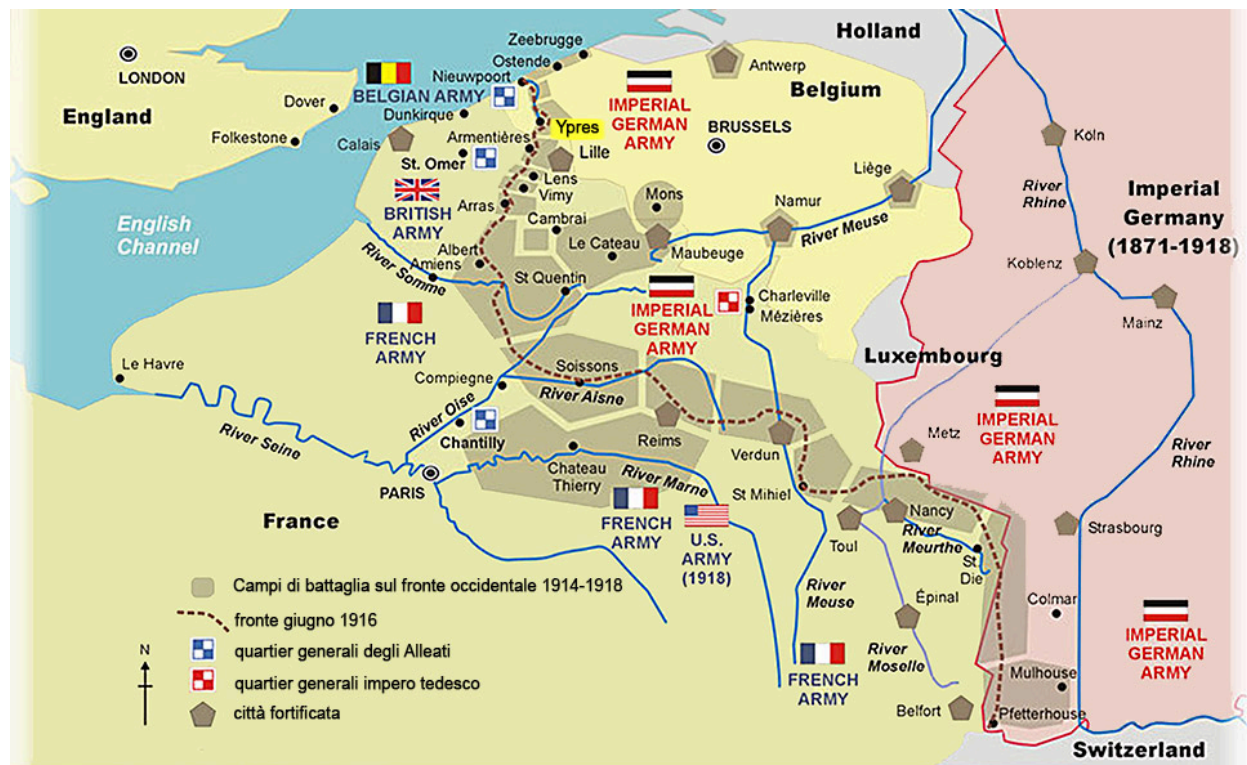 Zeebrugge
Ostende
Nieuwpoort
Holland
LONDON
Antwerp
BELGIAN ARMY
IMPERIAL
GERMAN
ARMY
Belgium
England
Dover
Dunkirque
Folkestone
Calais
Armentières
Ypres
BRUSSELS
Köln
St. Omer
Lille
Liège
River
Rhine
Imperial
Germany
(1871-1918)
Lens
Vimy
Mons
Namur
BRITISH
ARMY
Arras
English
Channel
Cambrai
River Meuse
Le Cateau
Maubeuge
Albert
Amiens
River Somme
St Quentin
Koblenz
Charleville
Mézières
Mainz
IMPERIAL
GERMAN
ARMY
FRENCH
ARMY
Luxembourg
Le Havre
Soissons
Compiegne
River Aisne
River Oise
IMPERIAL
GERMAN
ARMY
River Seine
Chantilly
Reims
Metz
Verdun
River
Rhine
PARIS
Chateau
Thierry
River Marne
St Mihiel
France
FRENCH
ARMY
U.S.
ARMY
(1918)
Nancy
Toul
River
Meurthe
Strasbourg
St.
Die
River
Meuse
Épinal
Colmar
Campi di battaglia sul fronte occidentale 1914-1918
fronte giugno 1916
quartier generali degli Alleati
quartier generali impero tedesco
città fortificata
N
IMPERIAL
GERMAN
ARMY
River
Moselle
FRENCH
ARMY
Mulhouse
Belfort
Pfetterhouse
Switzerland